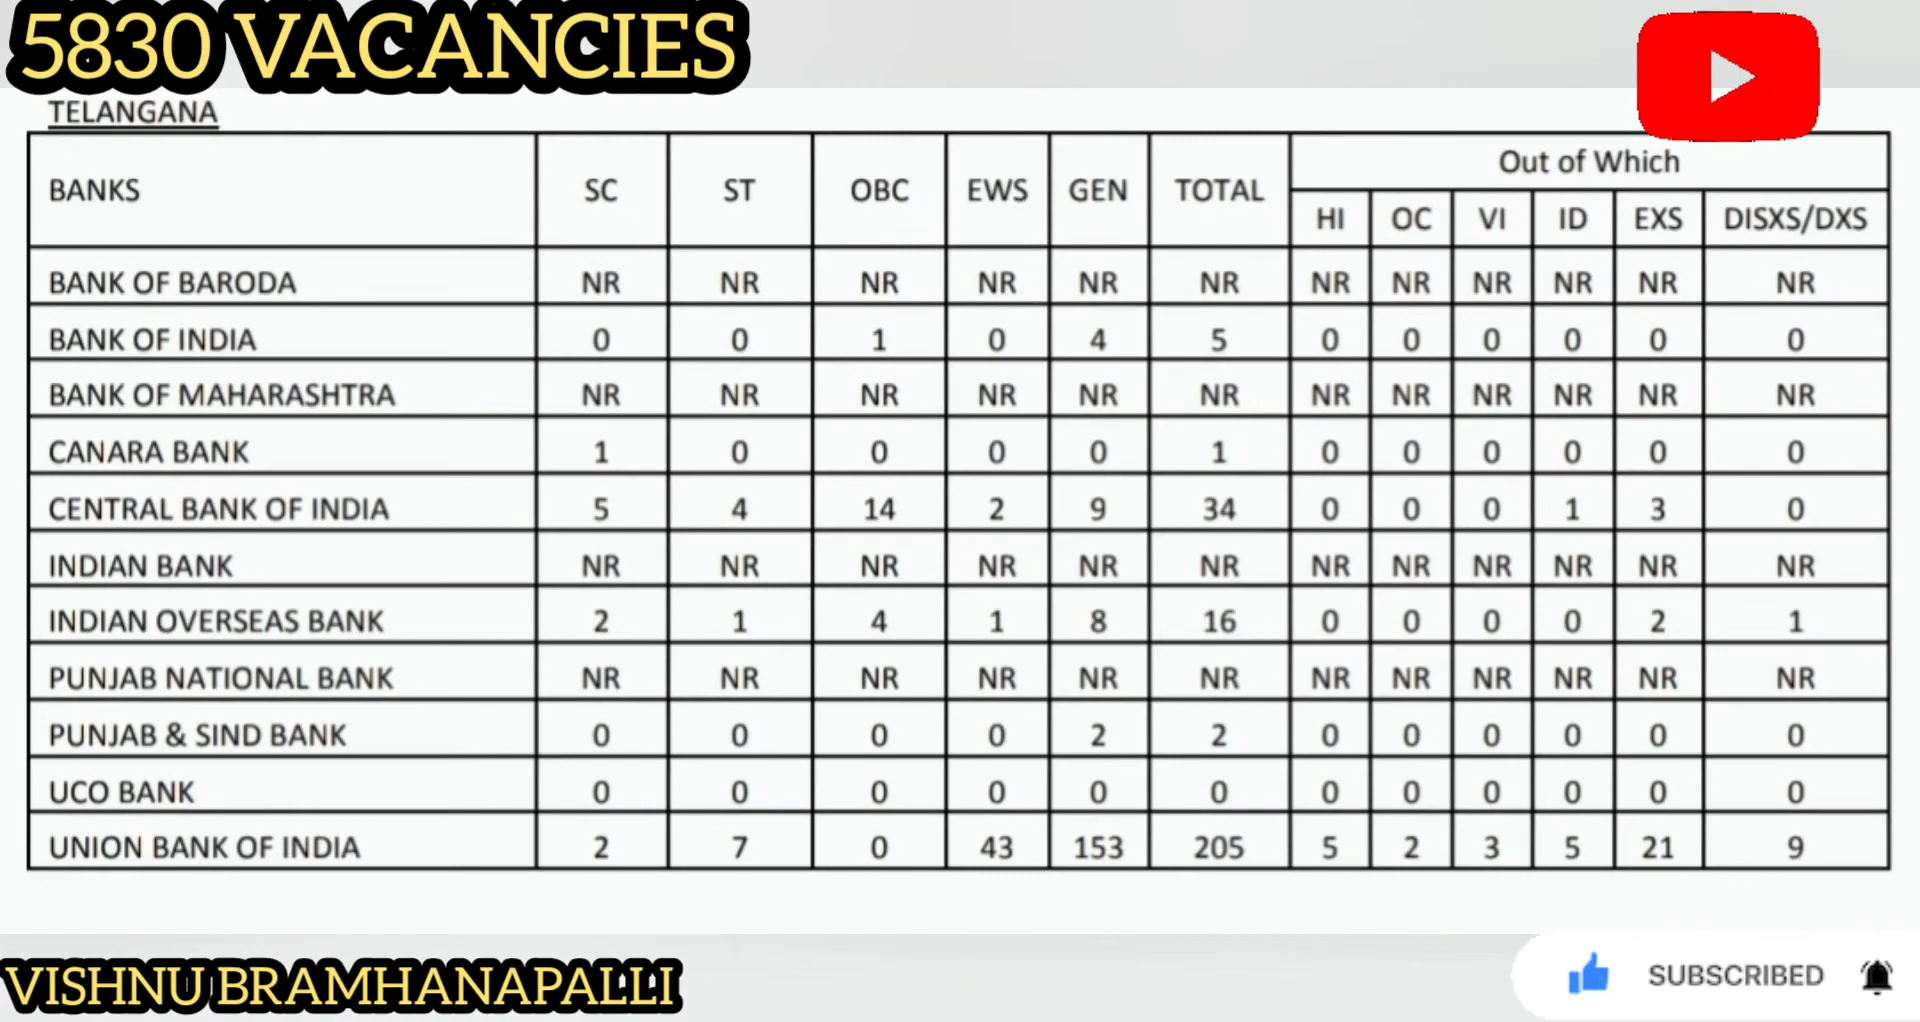 5830 VACANCIES
TELANGANA
BANKS SC ST OBC EWS GEN TOTAL Out of Which
HI OC VI ID EXS DISXS/DXS
BANK OF BARODA NR NR NR NR NR NR NR NR NR NR NR NR
BANK OF INDIA 0 0 1 0 4 5 0 0 0 0 0 0
BANK OF MAHARASHTRA NR NR NR NR NR NR NR NR NR NR NR NR
CANARA BANK 1 0 0 0 0 1 0 0 0 0 0 0
CENTRAL BANK OF INDIA 5 4 14 2 9 34 0 0 0 1 3 0
INDIAN BANK NR NR NR NR NR NR NR NR NR NR NR NR
INDIAN OVERSEAS BANK 2 1 4 1 8 16 0 0 0 0 2 1
PUNJAB NATIONAL BANK NR NR NR NR NR NR NR NR NR NR NR NR
PUNJAB & SIND BANK 0 0 0 0 2 2 0 0 0 0 0 0
UCO BANK 0 0 0 0 0 0 0 0 0 0 0 0
UNION BANK OF INDIA 2 7 0 43 153 205 5 2 3 5 21 9
VISHNU BRAMHANAPALLI
SUBSCRIBED